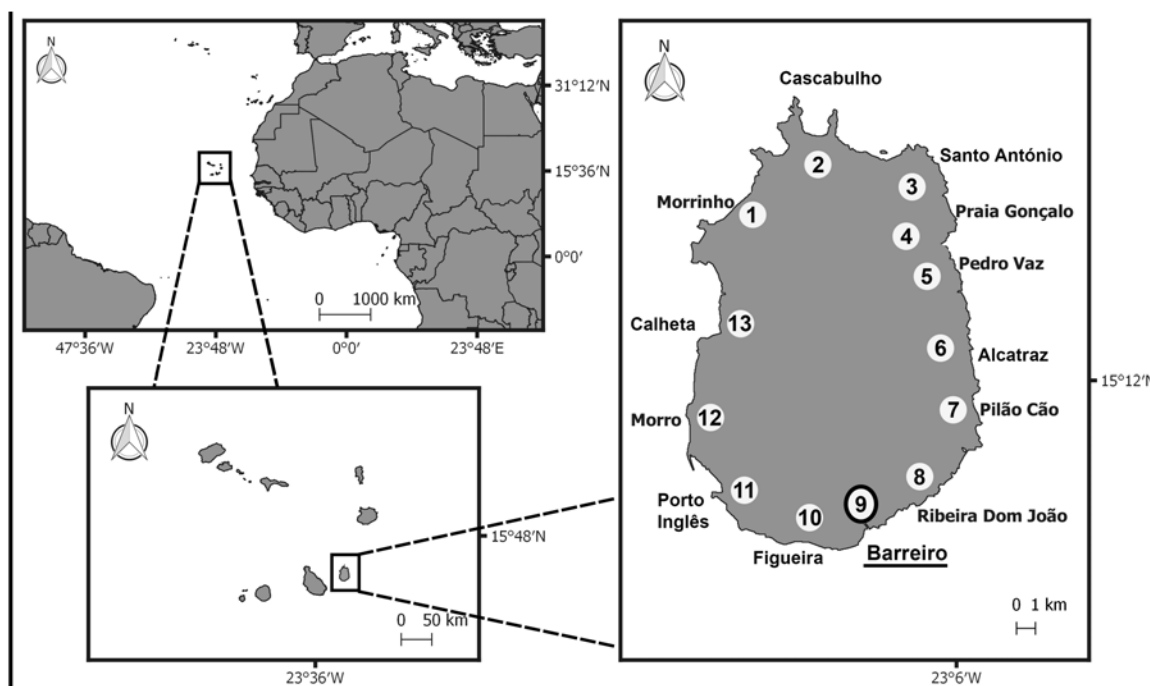 N
31°12'N
15°36'N
0°0'
0 1000 km
47°36'W
23°48'W
0°0'
23°48'E
N
15°48'N
0 50 km
23°36'W
N
Cascabulho
2
Santo António
3
Morrinho
1
Praia Gonçalo
4
Pedro Vaz
5
Calheta
13
6
Alcatraz
15°12'N
7
Pilão Cão
Morro
12
8
11
Porto
Inglês
9
10
Ribeira Dom João
Figueira
Barreiro
0 1 km
23°6'W